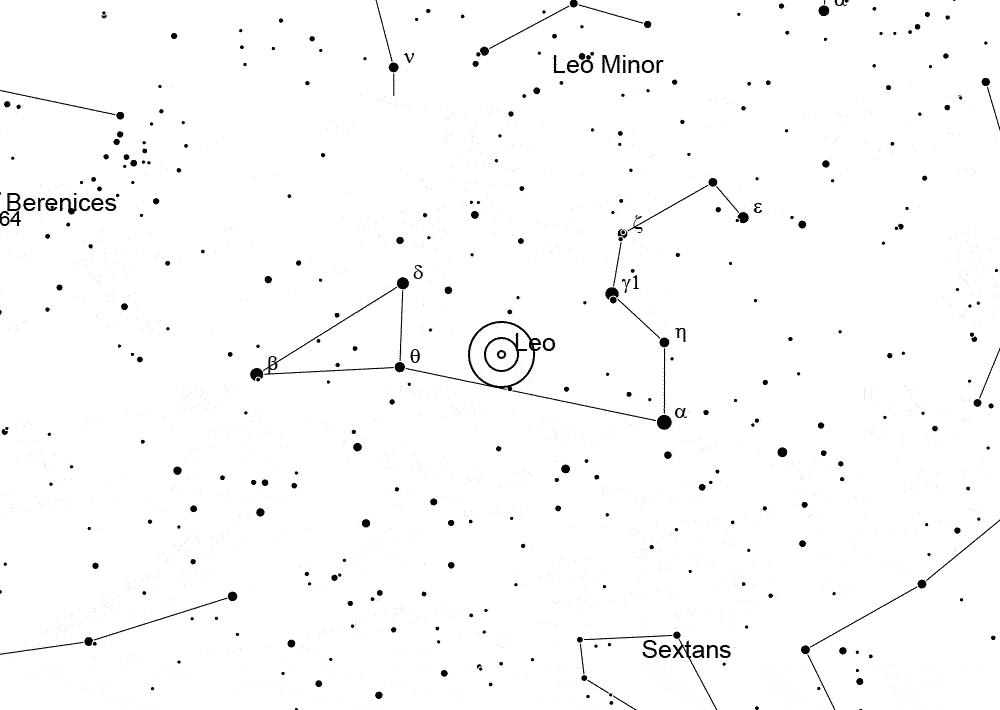 α
ν
Leo Minor
Berenices
64
ε
ζ
δ
γ1
η
Leo
θ
β
α
Sextans